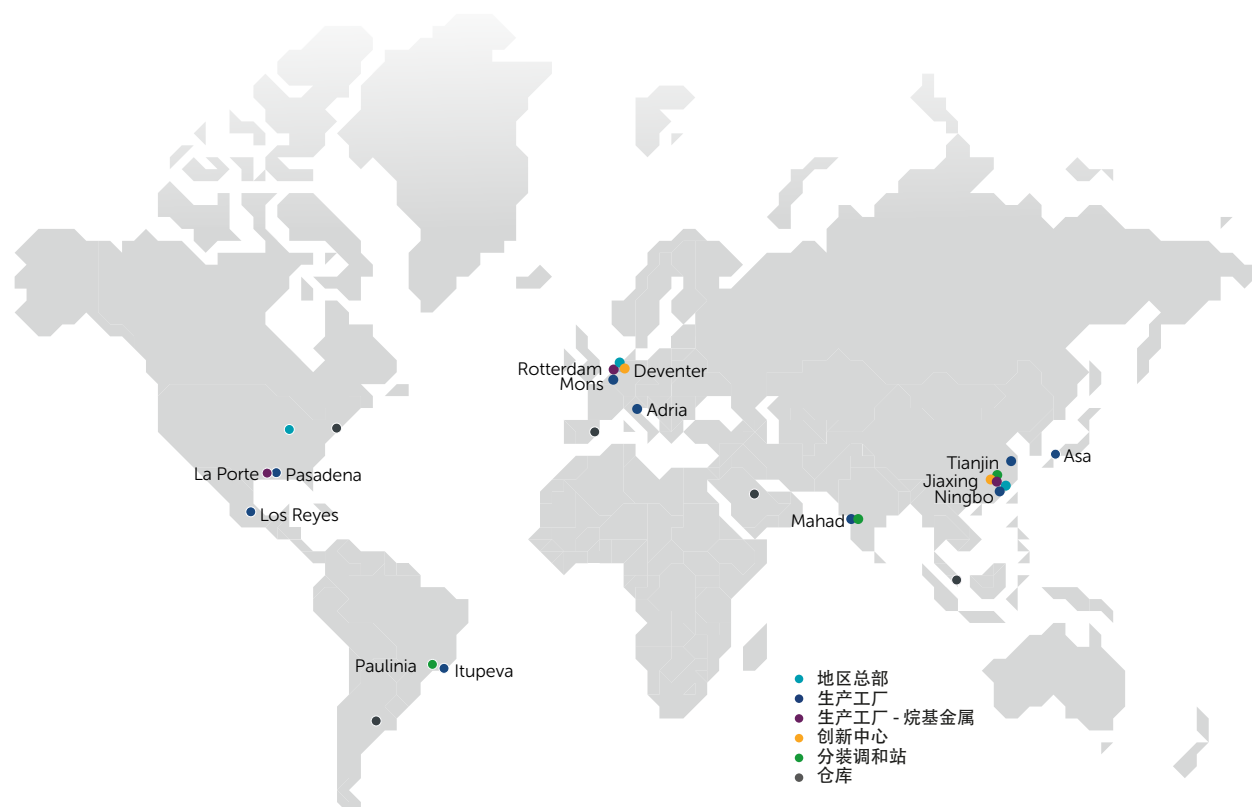 Rotterdam
Deventer
Mons
Adria
La Porte
Pasadena
Los Reyes
Tianjin
Asa
Jiaxing
Ningbo
Mahad
Paulinia
Itupeva
地区总部
生产工厂
生产工厂 - 烷基金属
创新中心
分装调和站
仓库